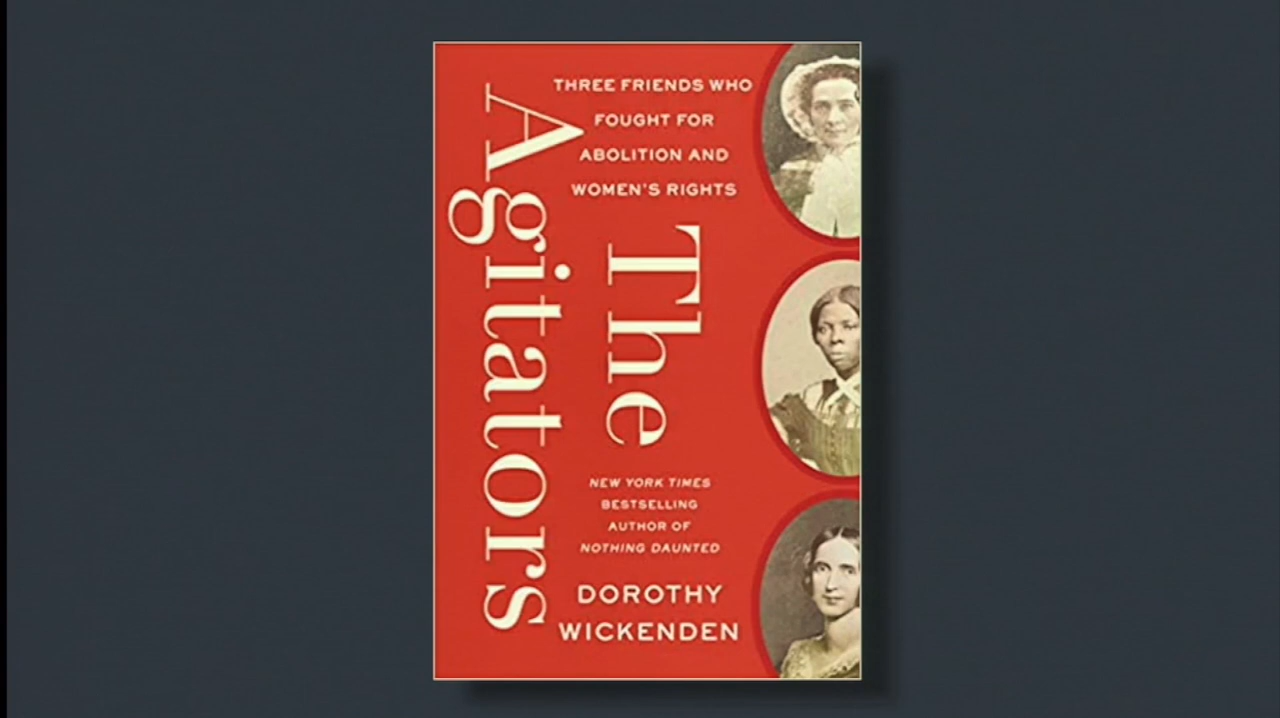 THREE FRIENDS WHO
FOUGHT FOR
ABOLITION AND
WOMEN'S RIGHTS
The
Agitators
NEW YORK TIMES
BESTSELLING
AUTHOR OF
NOTHING DAUNTED
DOROTHY
WICKENDEN